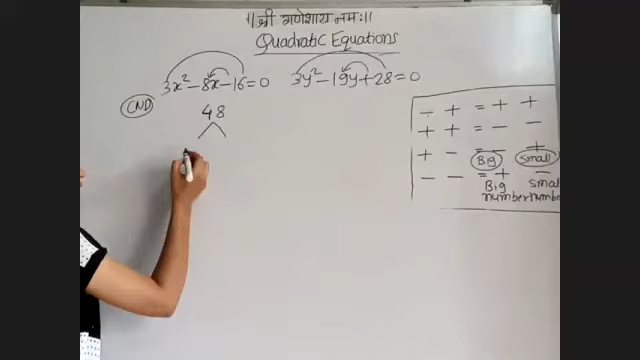 ||श्री गणेशाय नमः||
Quadratic Equations
3x² - 8x - 16 = 0 3y² - 19y + 28 = 0
CND
48
- + = + +
+ + = - -
+ - = - +
Big Small
- - = + -
Big Small
number number